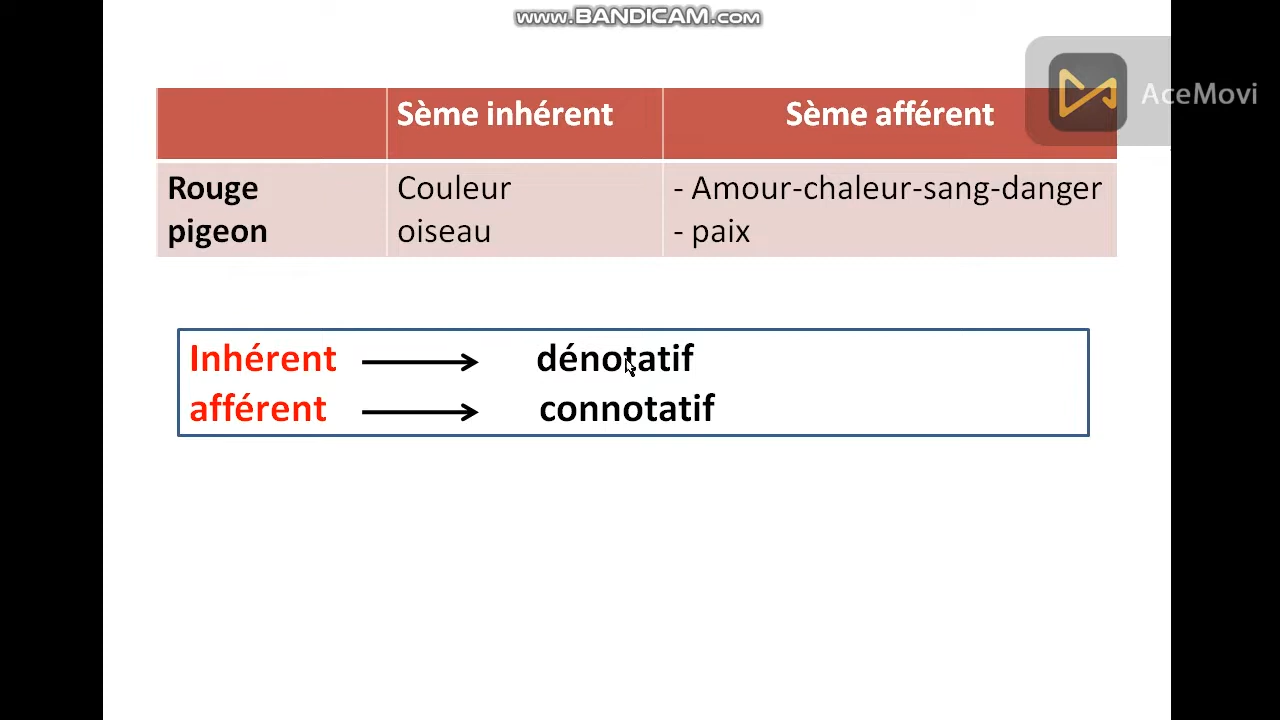 www.BANDICAM.com
AceMovi
Sème inhérent Sème afférent
Rouge Couleur - Amour-chaleur-sang-danger
pigeon oiseau - paix
Inhérent → dénotatif
afférent → connotatif